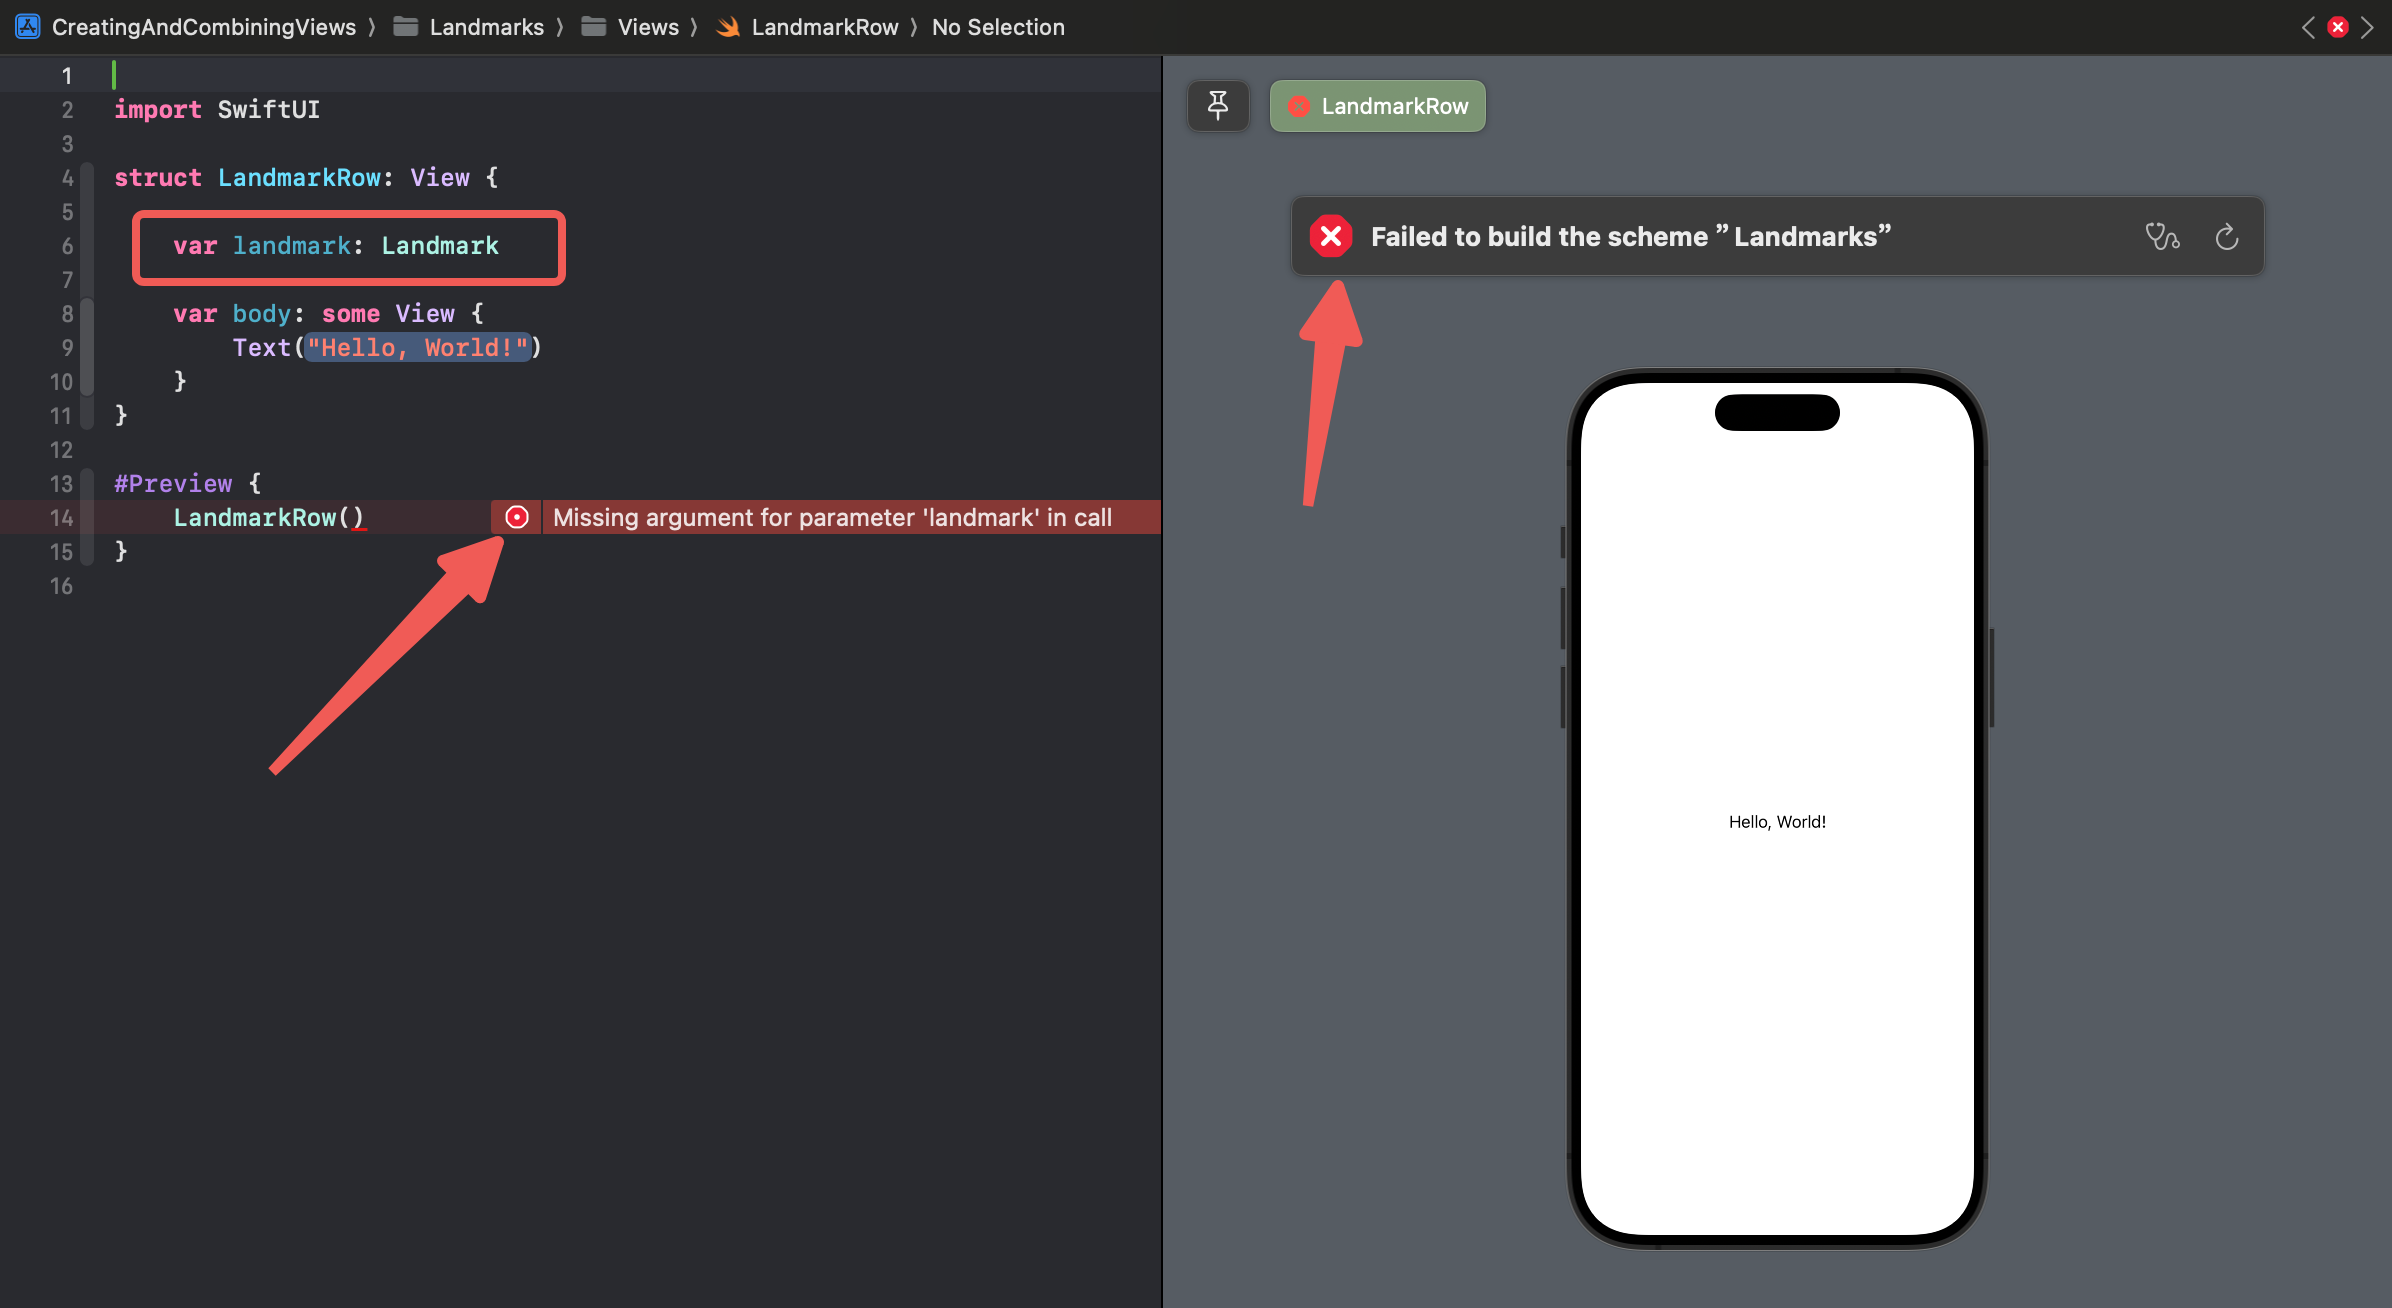 CreatingAndCombiningViews 〉 Landmarks 〉 Views 〉 LandmarkRow 〉 No Selection
1
2 import SwiftUI
3
4 struct LandmarkRow: View {
5
6 var landmark: Landmark
7
8 var body: some View {
9 Text("Hello, World!")
10 }
11 }
12
13 #Preview {
14 LandmarkRow() Missing argument for parameter 'landmark' in call
15 }
16
LandmarkRow
Failed to build the scheme ”Landmarks”
Hello, World!